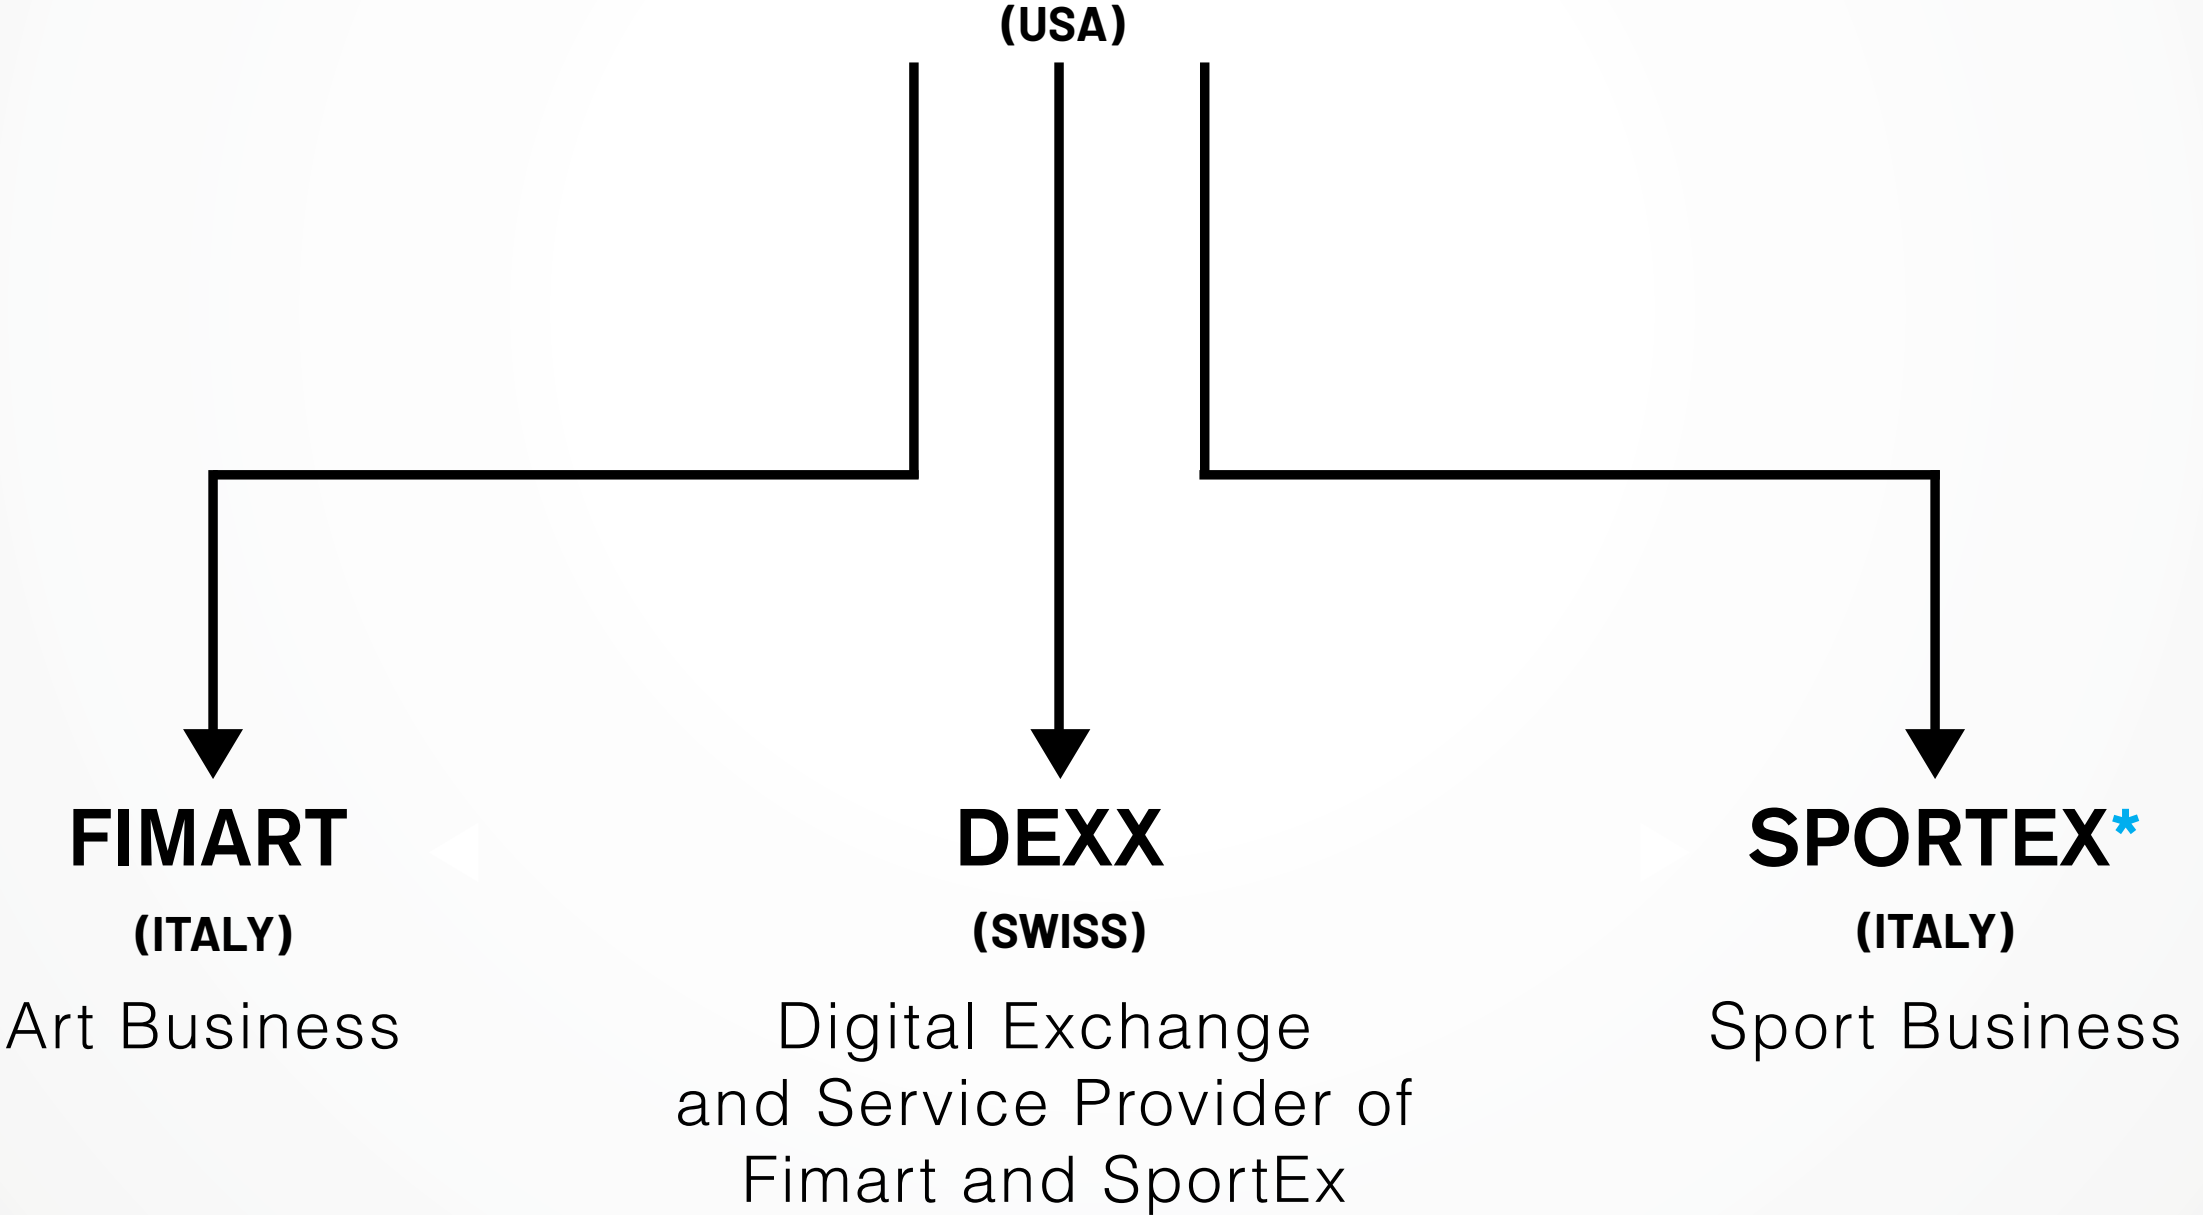 (USA)
FIMART
DEXX
SPORTEX*
(ITALY)
(SWISS)
(ITALY)
Art Business
Digital Exchange
and Service Provider of
Fimart and SportEx
Sport Business